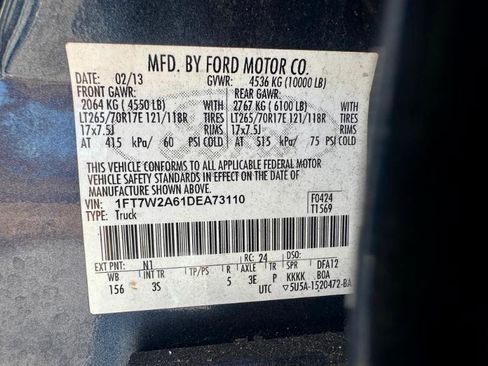 MFD. BY FORD MOTOR CO.
DATE: 02/13 GVWR: 4536 KG (10000 LB)
FRONT GAWR: REAR GAWR:
2064 KG ( 4550 LB) WITH 2767 KG ( 6100 LB) WITH
LT265/70R17E 121/118R TIRES LT265/70R17E 121/118R TIRES
17x7.5J RIMS 17x7.5J RIMS
AT 415 kPa/ 60 PSI COLD AT 515 kPa/ 75 PSI COLD
THIS VEHICLE CONFORMS TO ALL APPLICABLE FEDERAL MOTOR
VEHICLE SAFETY STANDARDS IN EFFECT ON THE DATE OF
MANUFACTURE SHOWN ABOVE.
VIN: 1FT7W2A61DEA73110 F0424
TYPE: Truck T1569
EXT PNT: N1 RC: 24 DSO:
WB INT TR TP/PS R AXLE TR SPR DFA12
156 3S 5 3E P KKKK BOA
UTC ▽5U5A-1520472-BA